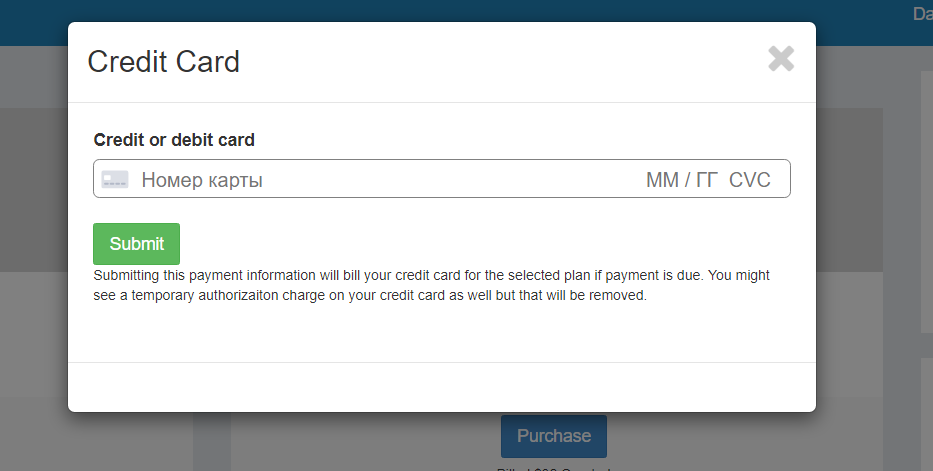 Da
Credit Card
Credit or debit card
Номер карты ММ / ГГ CVC
Submit
Submitting this payment information will bill your credit card for the selected plan if payment is due. You might
see a temporary authorizaiton charge on your credit card as well but that will be removed.
Purchase